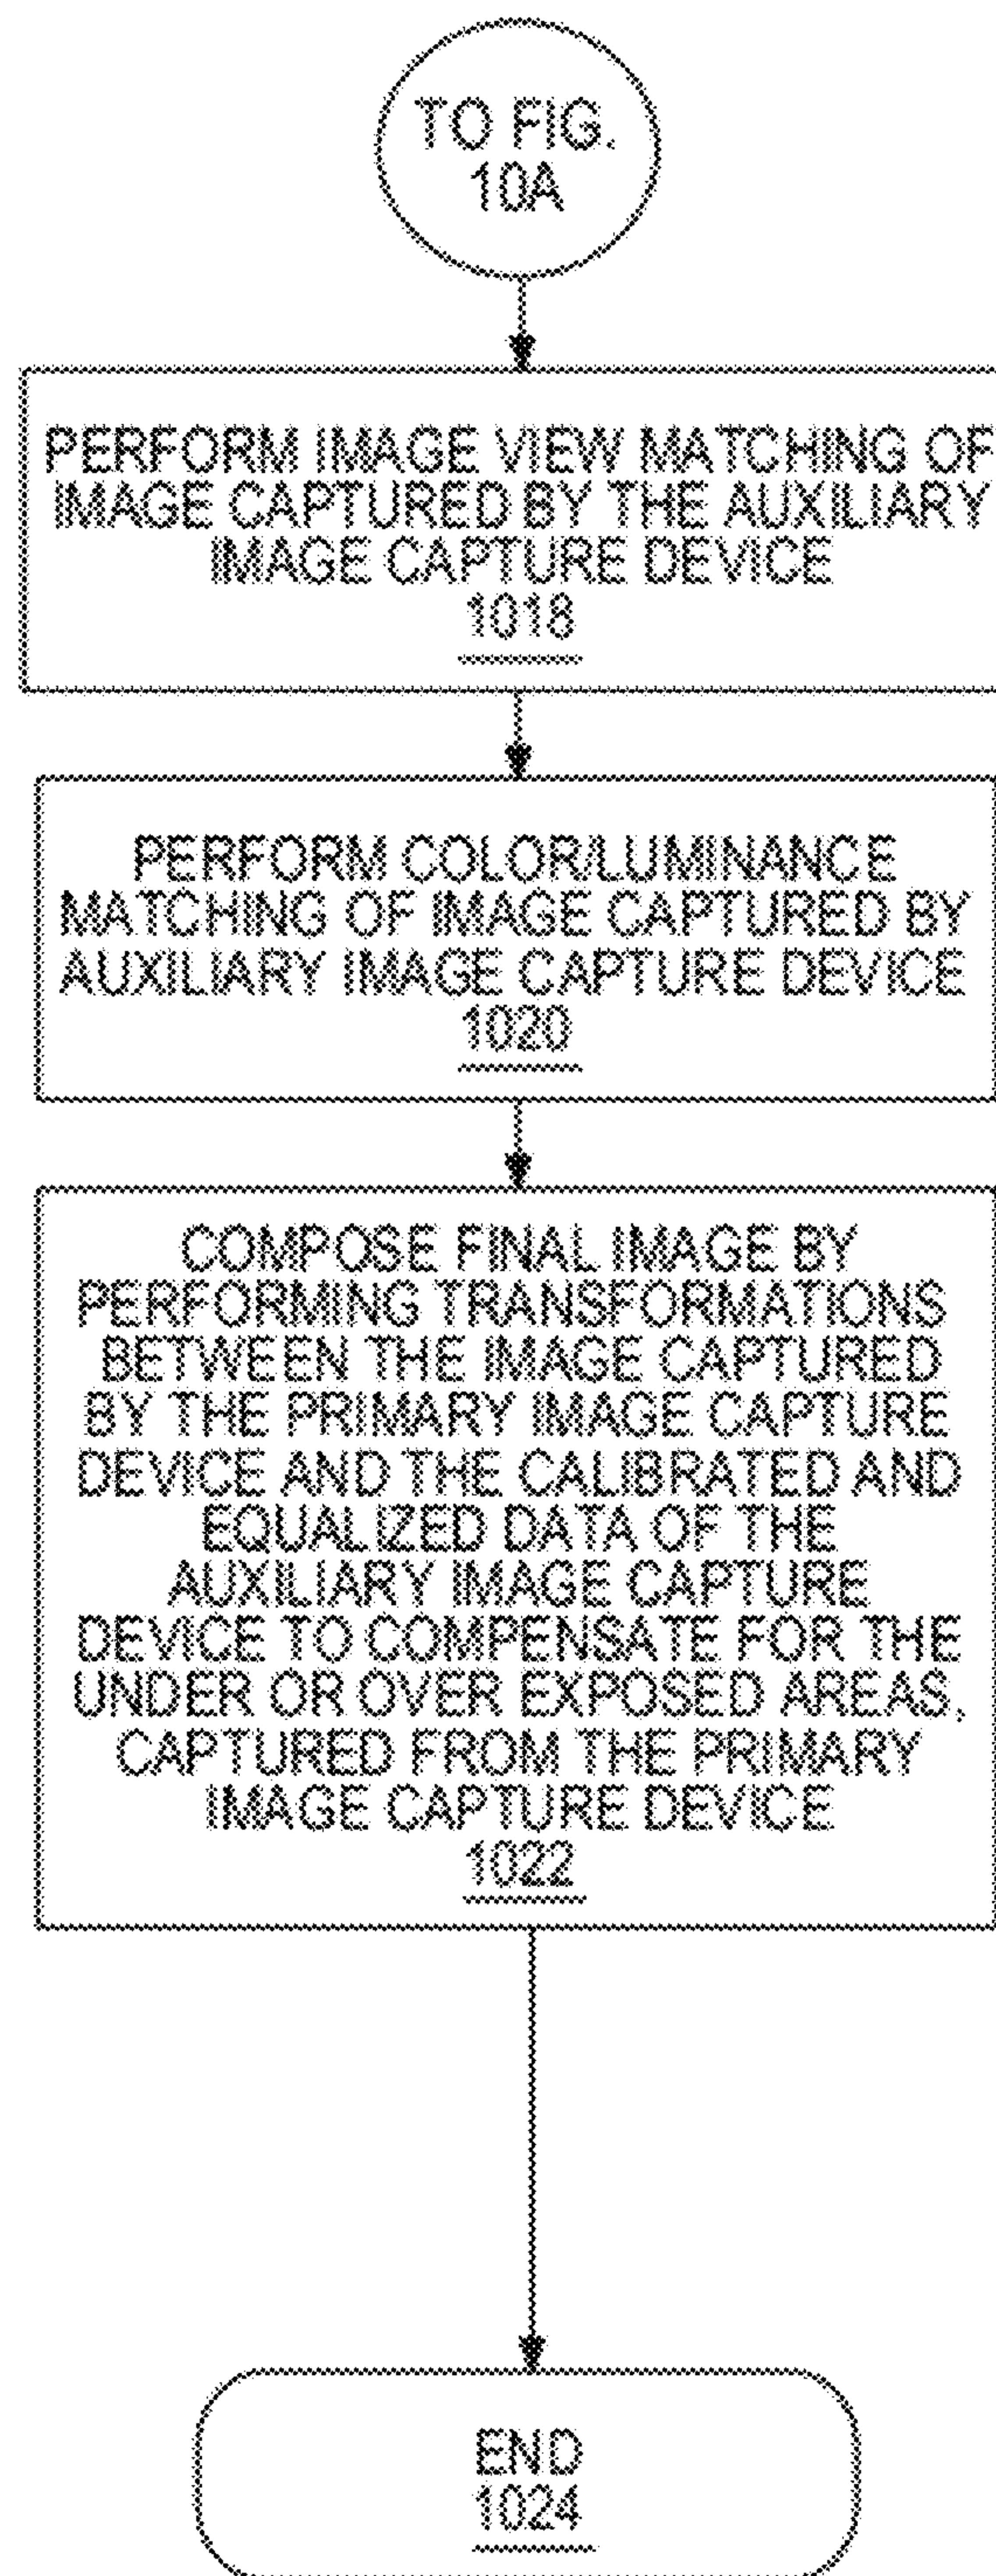 TO FIG.
10A
PERFORM IMAGE VIEW MATCHING OF
IMAGE CAPTURED BY THE AUXILIARY
IMAGE CAPTURE DEVICE
1018
PERFORM COLOR/LUMINANCE
MATCHING OF IMAGE CAPTURED BY
AUXILIARY IMAGE CAPTURE DEVICE
1020
COMPOSE FINAL IMAGE BY
PERFORMING TRANSFORMATIONS
BETWEEN THE IMAGE CAPTURED
BY THE PRIMARY IMAGE CAPTURE
DEVICE AND THE CALIBRATED AND
EQUALIZED DATA OF THE
AUXILIARY IMAGE CAPTURE
DEVICE TO COMPENSATE FOR THE
UNDER OR OVER EXPOSED AREAS,
CAPTURED FROM THE PRIMARY
IMAGE CAPTURE DEVICE
1022
END
1024